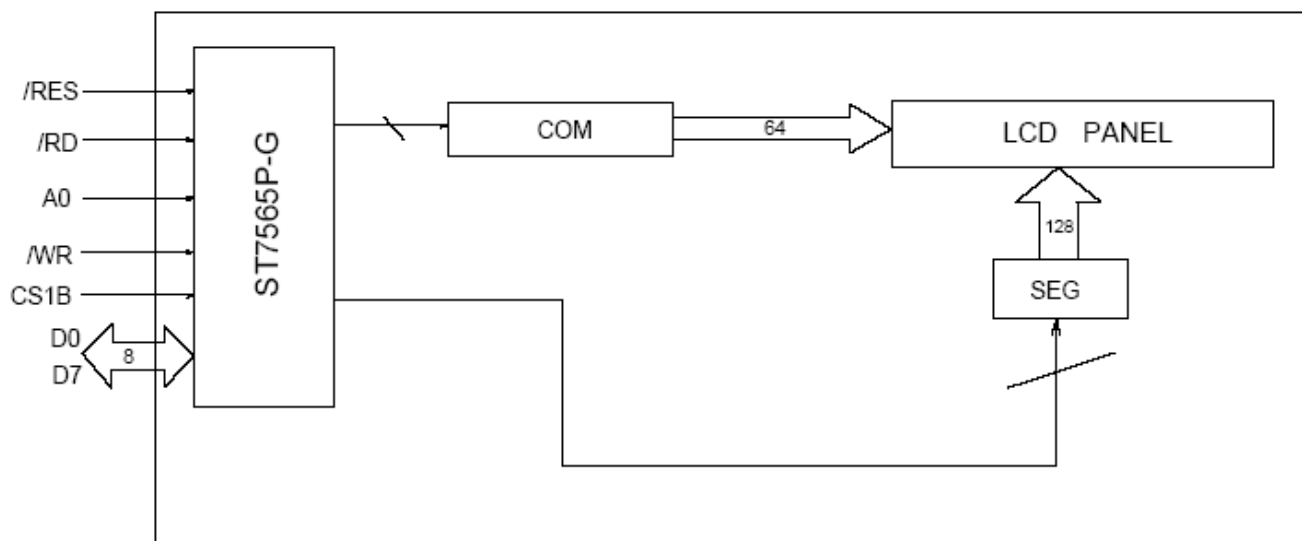 /RES
/RD
A0
/WR
CS1B
D0
D7
8
ST7565P-G
COM
64
LCD PANEL
128
SEG